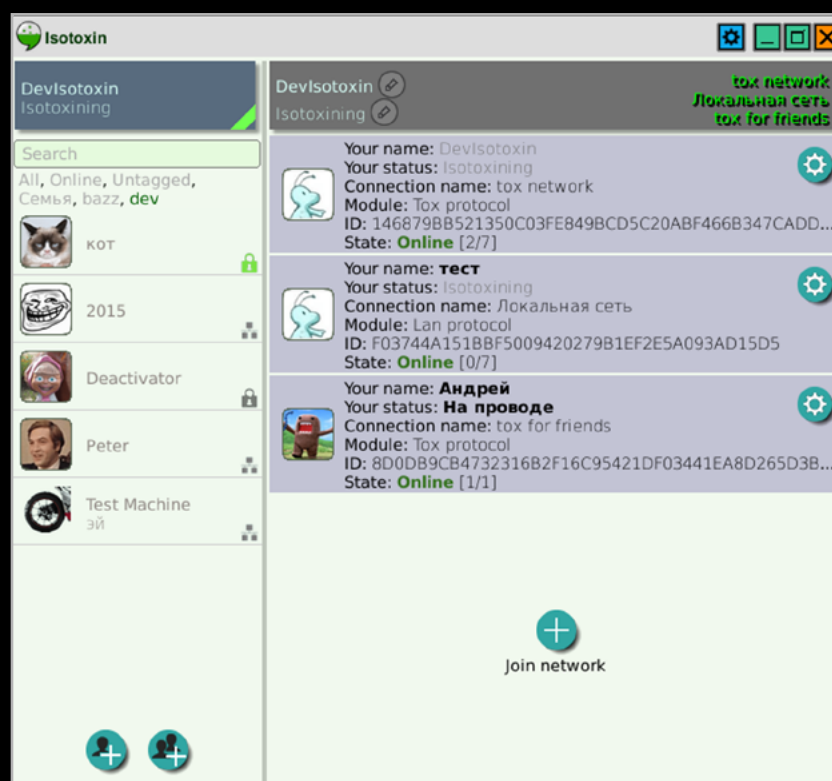 Isotoxin
DevIsotoxin
Isotoxining
Search
All, Online, Untagged,
Семья, bazz, dev
кот
2015
Deactivator
Peter
Test Machine
эй
DevIsotoxin
Isotoxining
tox network
Локальная сеть
tox for friends
Your name: DevIsotoxin
Your status: Isotoxining
Connection name: tox network
Module: Tox protocol
ID: 146879BB521350C03FE849BCD5C20ABF466B347CADD...
State: Online [2/7]
Your name: тест
Your status: Isotoxining
Connection name: Локальная сеть
Module: Lan protocol
ID: F03744A151BBF5009420279B1EF2E5A093AD15D5
State: Online [0/7]
Your name: Андрей
Your status: На проводе
Connection name: tox for friends
Module: Tox protocol
ID: 8D0DB9CB4732316B2F16C95421DF03441EA8D265D3B...
State: Online [1/1]
Join network